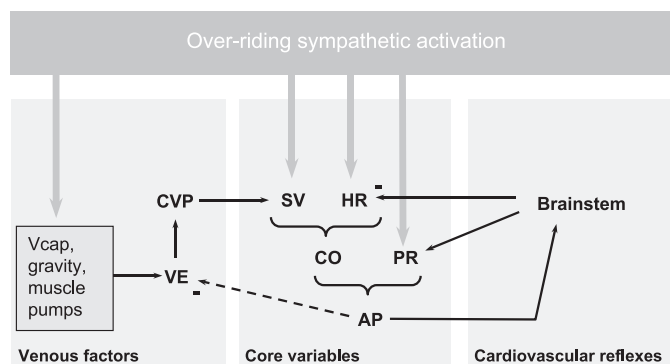 Over-riding sympathetic activation
CVP
SV
HR
-
Brainstem
Vcap,
gravity,
muscle
pumps
VE
-
CO
PR
AP
Venous factors
Core variables
Cardiovascular reflexes